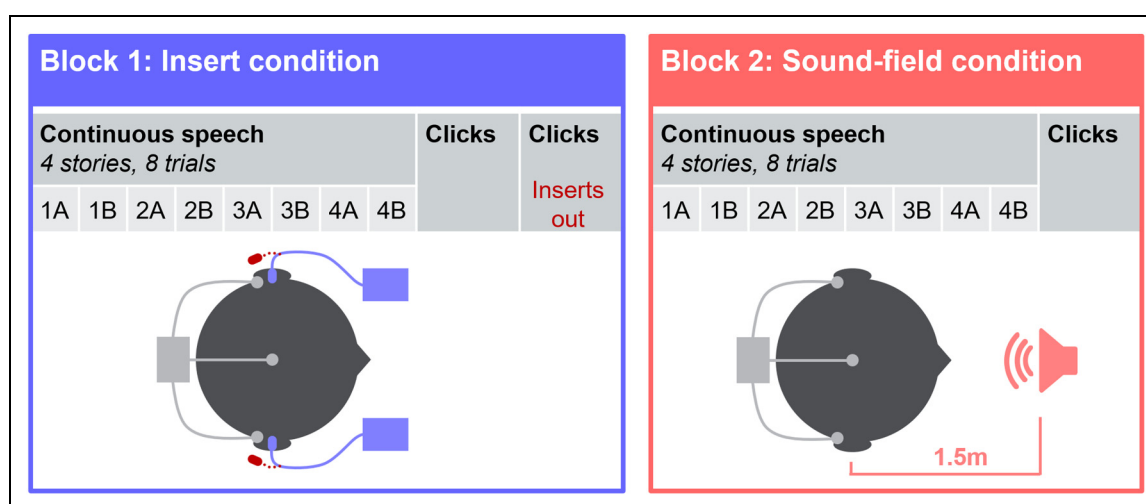 Block 1: Insert condition
Continuous speech
4 stories, 8 trials
1A 1B 2A 2B 3A 3B 4A 4B
Clicks
Clicks
Inserts
out
Block 2: Sound-field condition
Continuous speech
4 stories, 8 trials
1A 1B 2A 2B 3A 3B 4A 4B
Clicks
1.5m